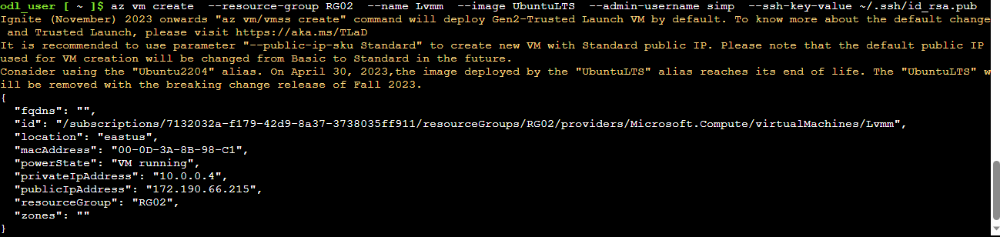 odl_user [ ~ ]$ az vm create  --resource-group RG02  --name Lvmm  --image UbuntuLTS  --admin-username simp  --ssh-key-value ~/.ssh/id_rsa.pub
Ignite (November) 2023 onwards "az vm/vmss create" command will deploy Gen2-Trusted Launch VM by default. To know more about the default change
 and Trusted Launch, please visit https://aka.ms/TLaD
It is recommended to use parameter "--public-ip-sku Standard" to create new VM with Standard public IP. Please note that the default public IP
used for VM creation will be changed from Basic to Standard in the future.
Consider using the "Ubuntu2204" alias. On April 30, 2023,the image deployed by the "UbuntuLTS" alias reaches its end of life. The "UbuntuLTS" w
ill be removed with the breaking change release of Fall 2023.
{
  "fqdns": "",
  "id": "/subscriptions/7132032a-f179-42d9-8a37-3738035ff911/resourceGroups/RG02/providers/Microsoft.Compute/virtualMachines/Lvmm",
  "location": "eastus",
  "macAddress": "00-0D-3A-8B-98-C1",
  "powerState": "VM running",
  "privateIpAddress": "10.0.0.4",
  "publicIpAddress": "172.190.66.215",
  "resourceGroup": "RG02",
  "zones": ""
}